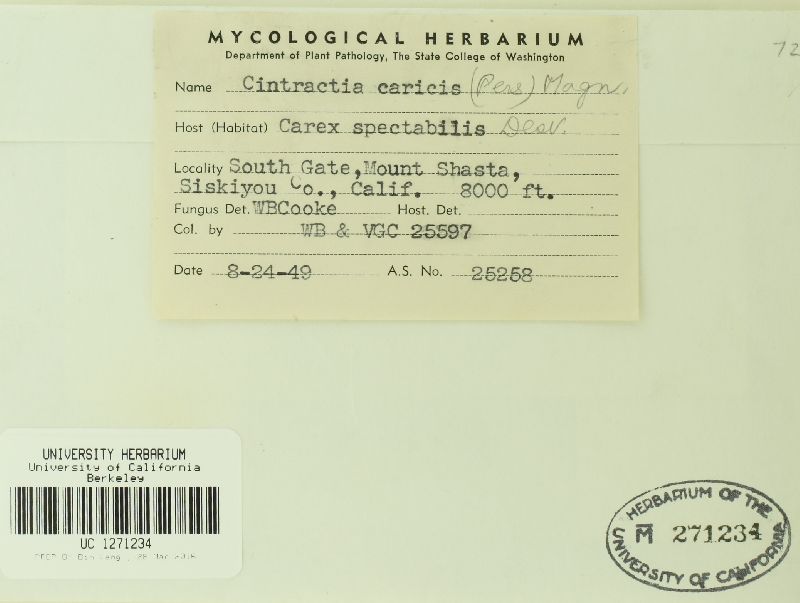 MYCOLOGICAL HERBARIUM
Department of Plant Pathology, The State College of Washington
72
Name Cintractia caricis (Pers) Magn.
Host (Habitat) Carex spectabilis Desv.
Locality South Gate, Mount Shasta,
Siskiyou Co., Calif. 8000 ft.
Fungus Det. WBCooke Host. Det.
Col. by WB & VGC 25597
Date 8-24-49 A.S. No. 25258
UNIVERSITY HERBARIUM
University of California
Berkeley
UC 1271234
HERBARIUM OF THE
M 271234
UNIVERSITY OF CALIFORNIA